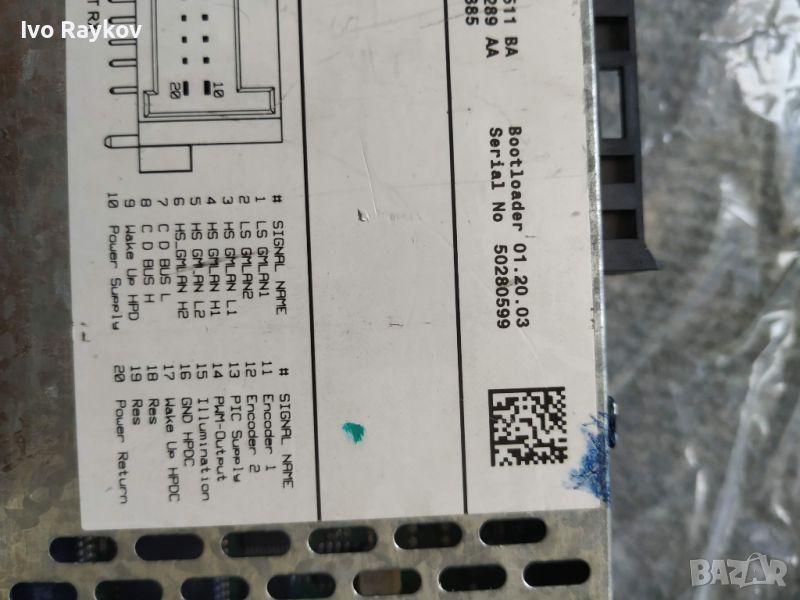 Ivo Raykov
TRI
20
10
511 BA
289 AA
385
Bootloader 01.20.03
Serial No 50280599
# SIGNAL NAME
1 LS GMLAN1
2 LS GMLAN2
3 HS GMLAN L1
4 HS GMLAN H1
5 HS GMLAN L2
6 HS_GMLAN H2
7 C D BUS L
8 C D BUS H
9 Wake Up HPD
10 Power Supply
# SIGNAL NAME
11 Encoder 1
12 Encoder 2
13 PIC Supply
14 PWM-Output
15 Illumination
16 GND HPDC
17 Wake Up HPDC
18 Res
19 Res
20 Power Return
BAZAR